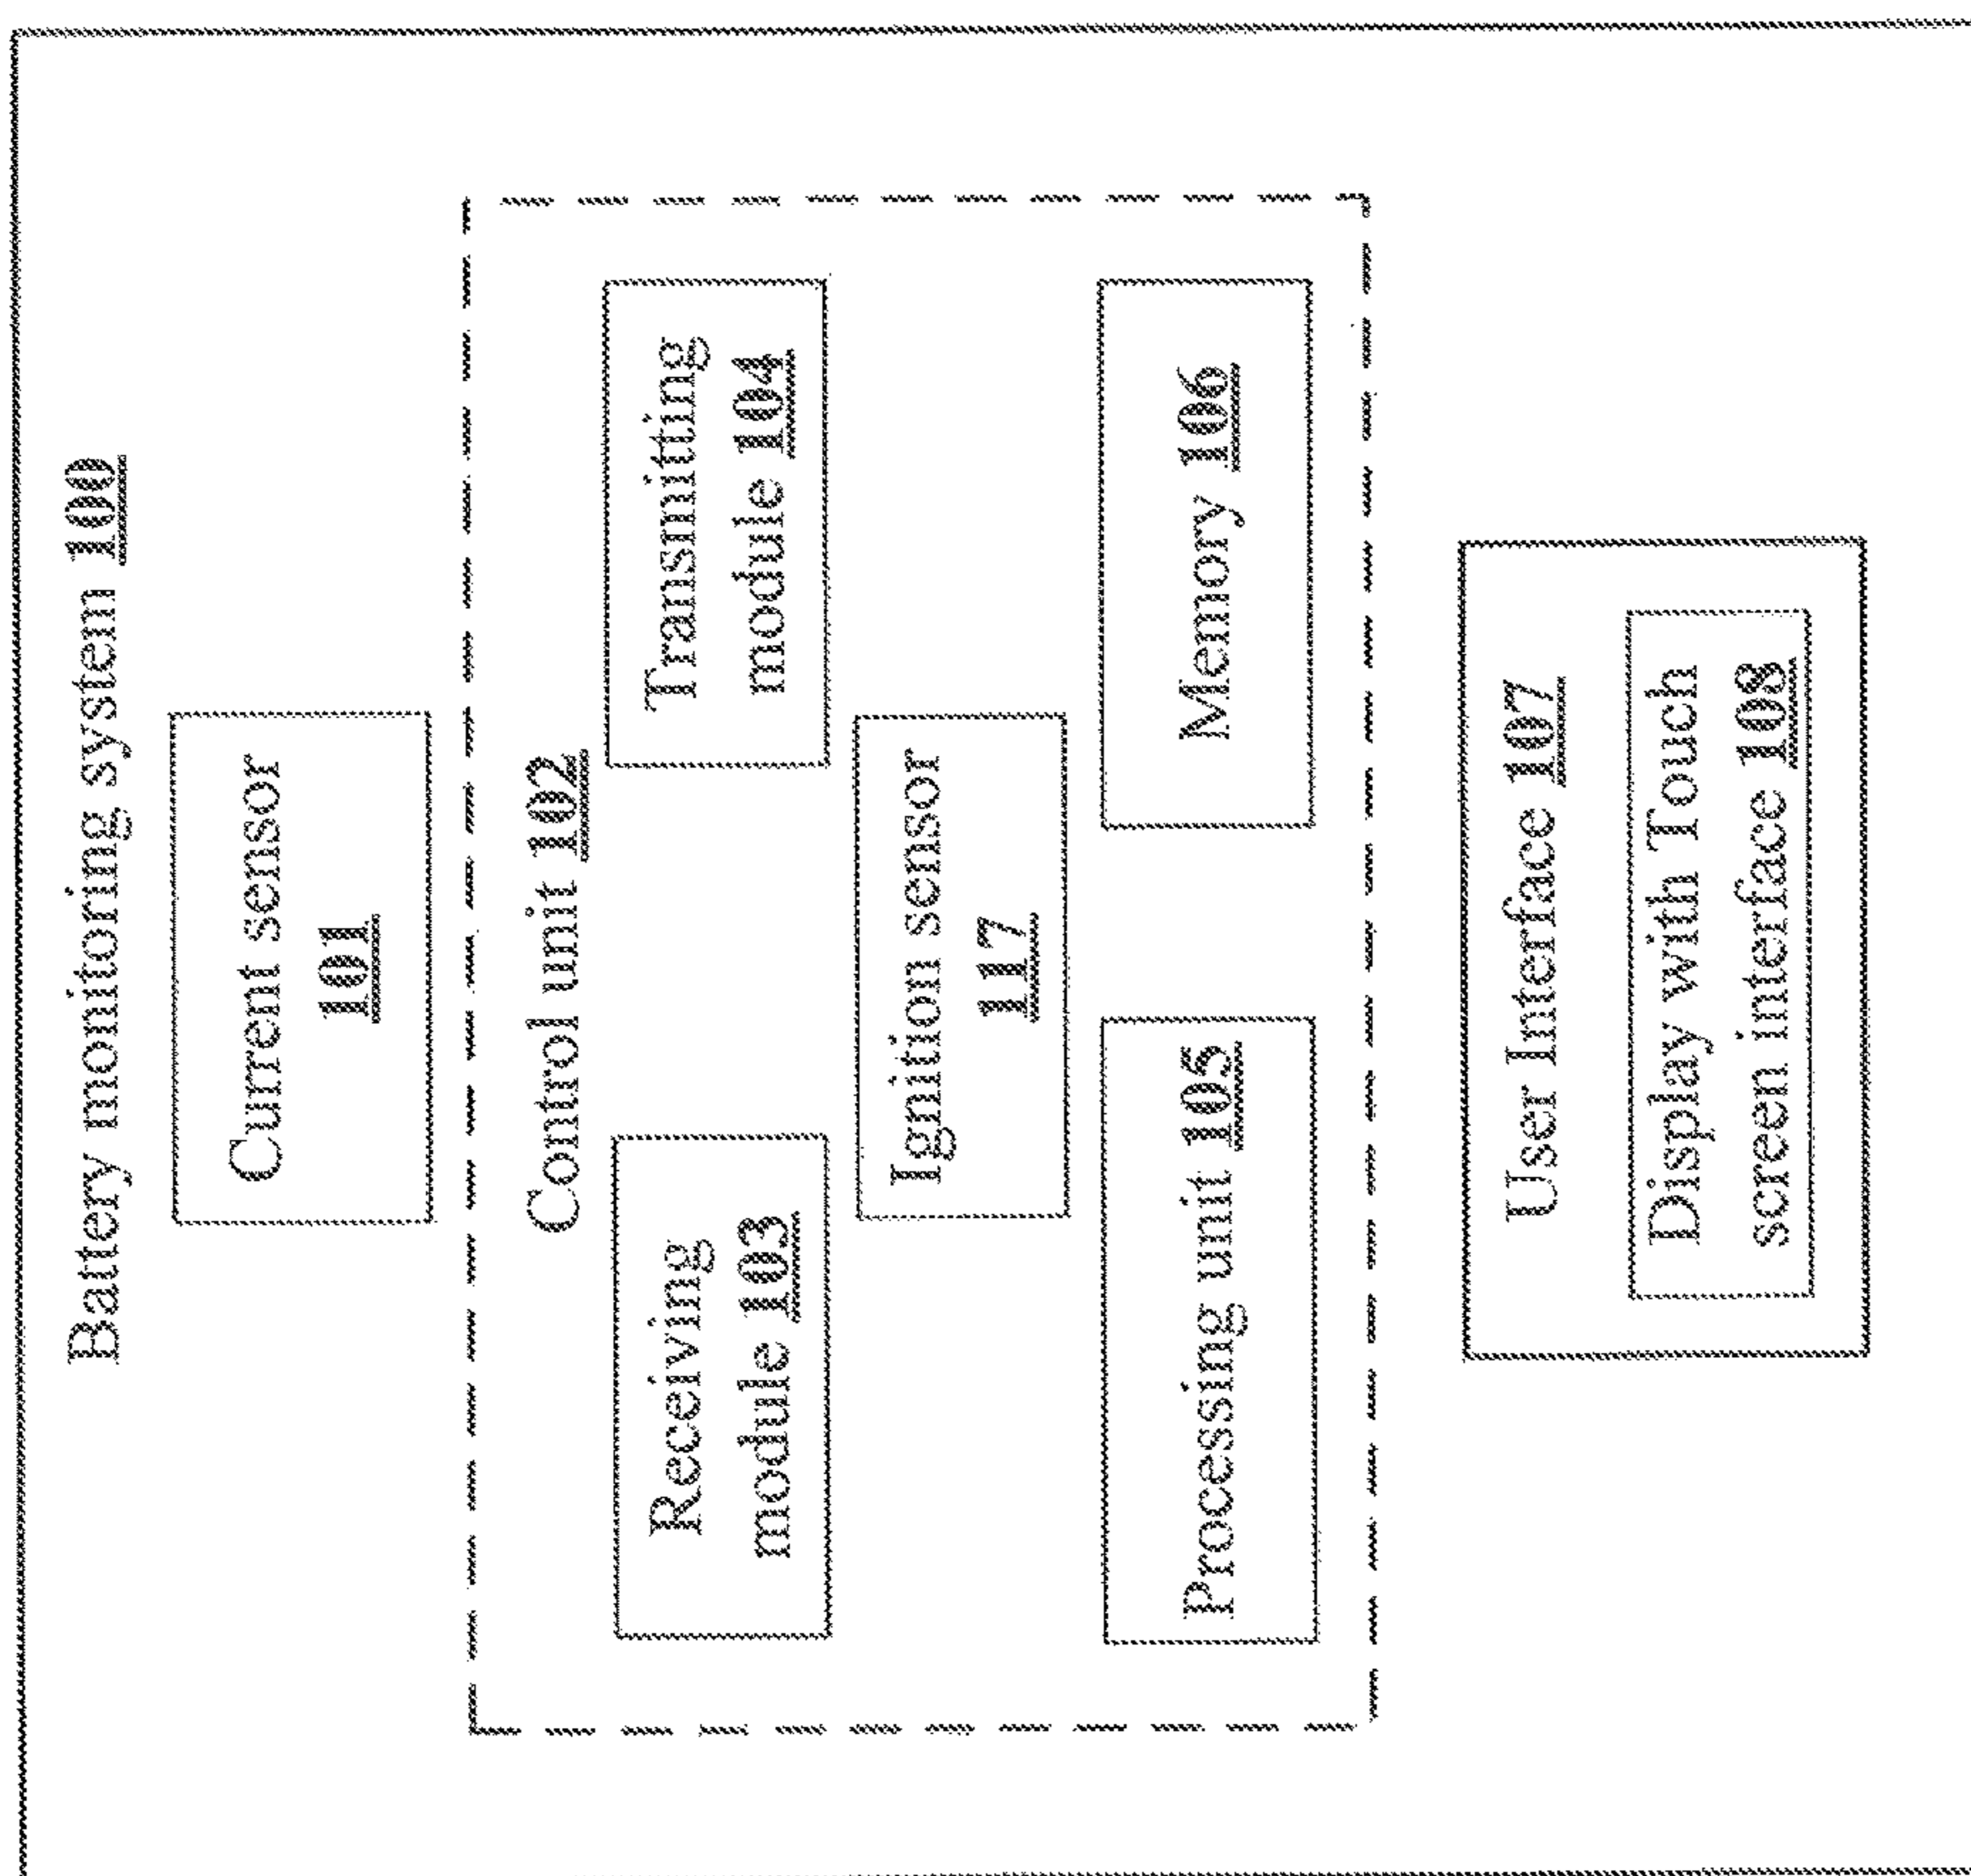 Battery monitoring system 100
Current sensor
101
Control unit 102
Receiving
module 103
Transmitting
module 104
Ignition sensor
117
Processing unit 105
Memory 106
User Interface 107
Display with Touch
screen interface 108